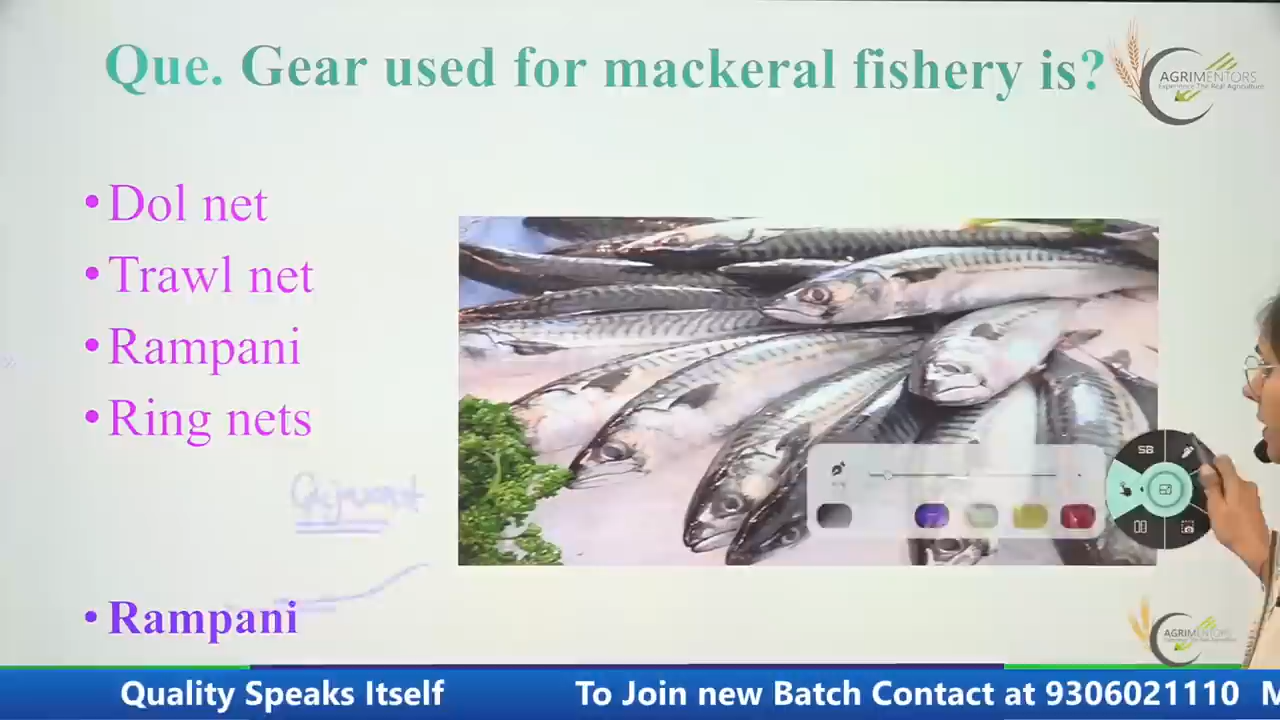 Que. Gear used for mackeral fishery is?
AGRIMENTORS
Experience The Real Agriculture
•Dol net
•Trawl net
•Rampani
•Ring nets
SB
Gujarat
•Rampani
AGRIMENTORS
Quality Speaks Itself To Join new Batch Contact at 9306021110 M